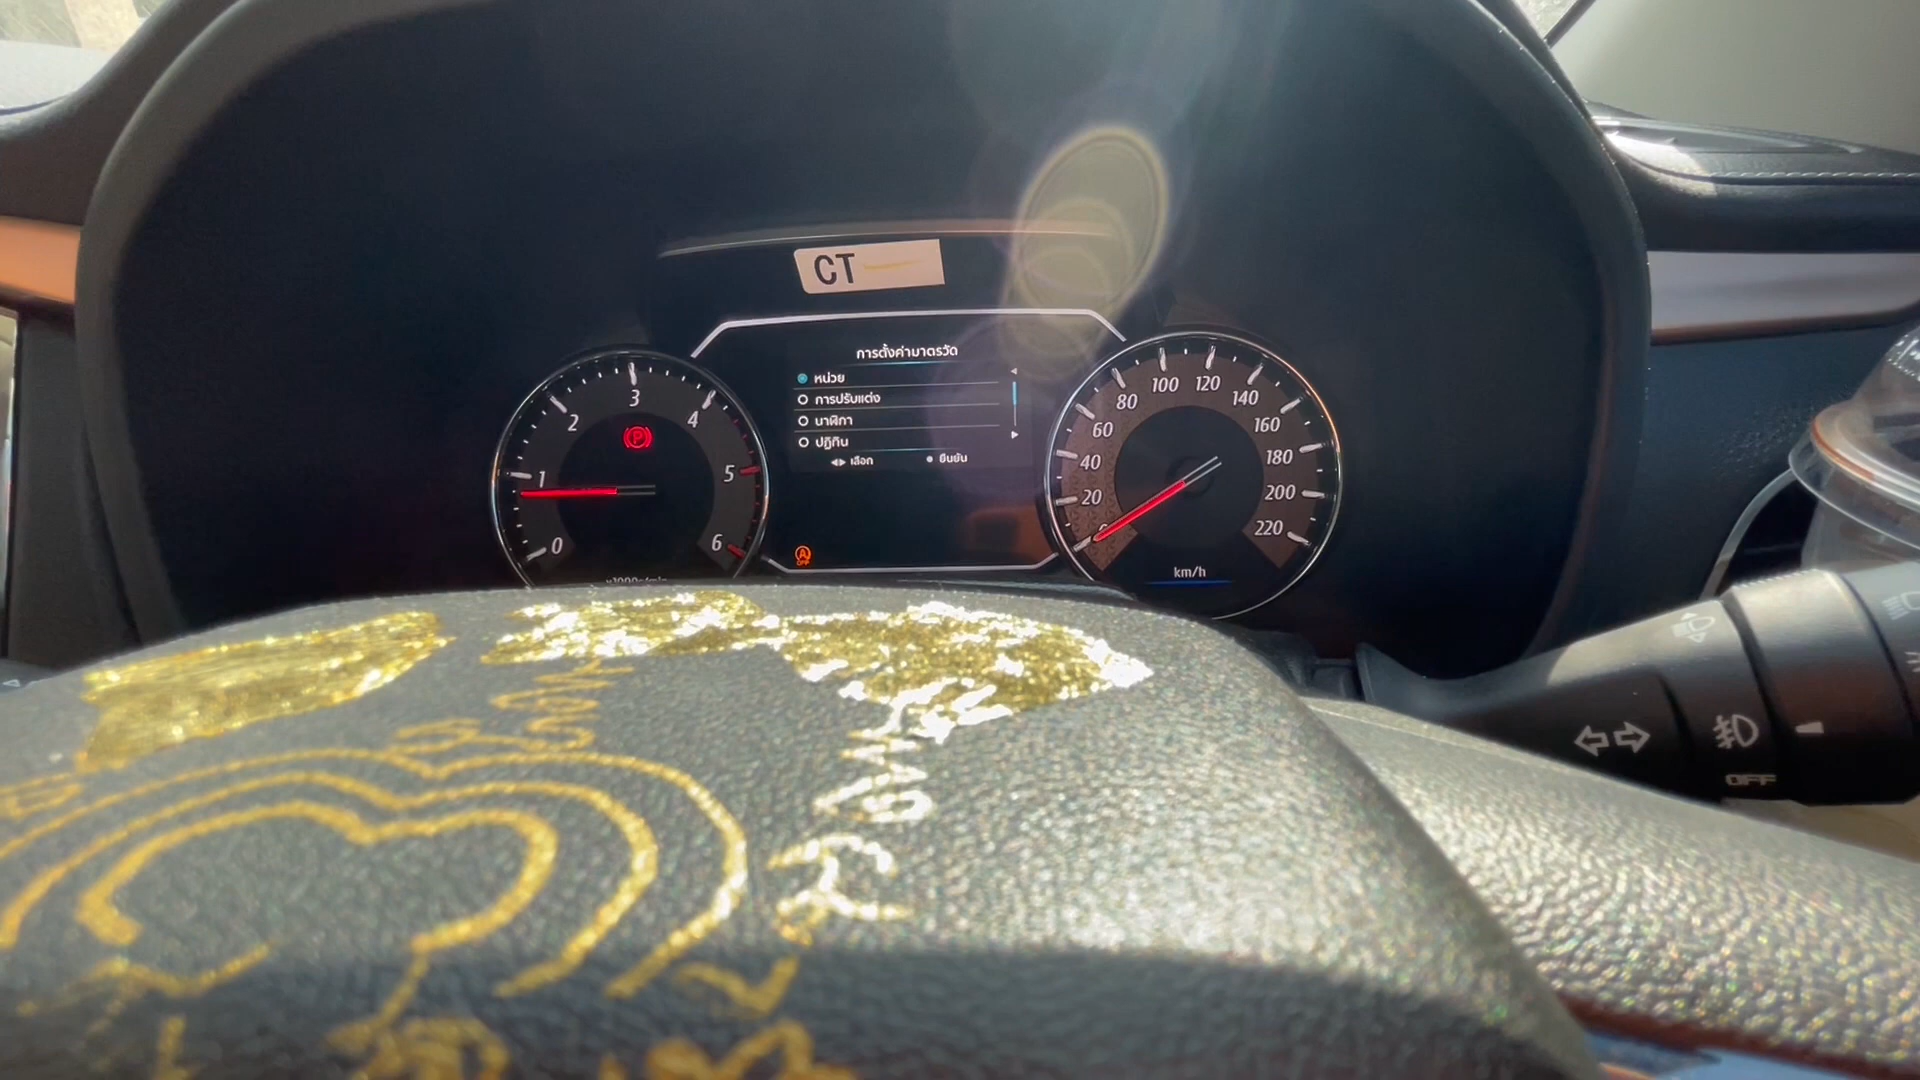 CT
การตั้งค่ามาตรวัด
หน่วย
การปรับแต่ง
นาฬิกา
ปฏิทิน
เลือก ยืนยัน
0 1 2 3 4 5 6
P
A
OFF
20 40 60 80 100 120 140 160 180 200 220
km/h
OFF